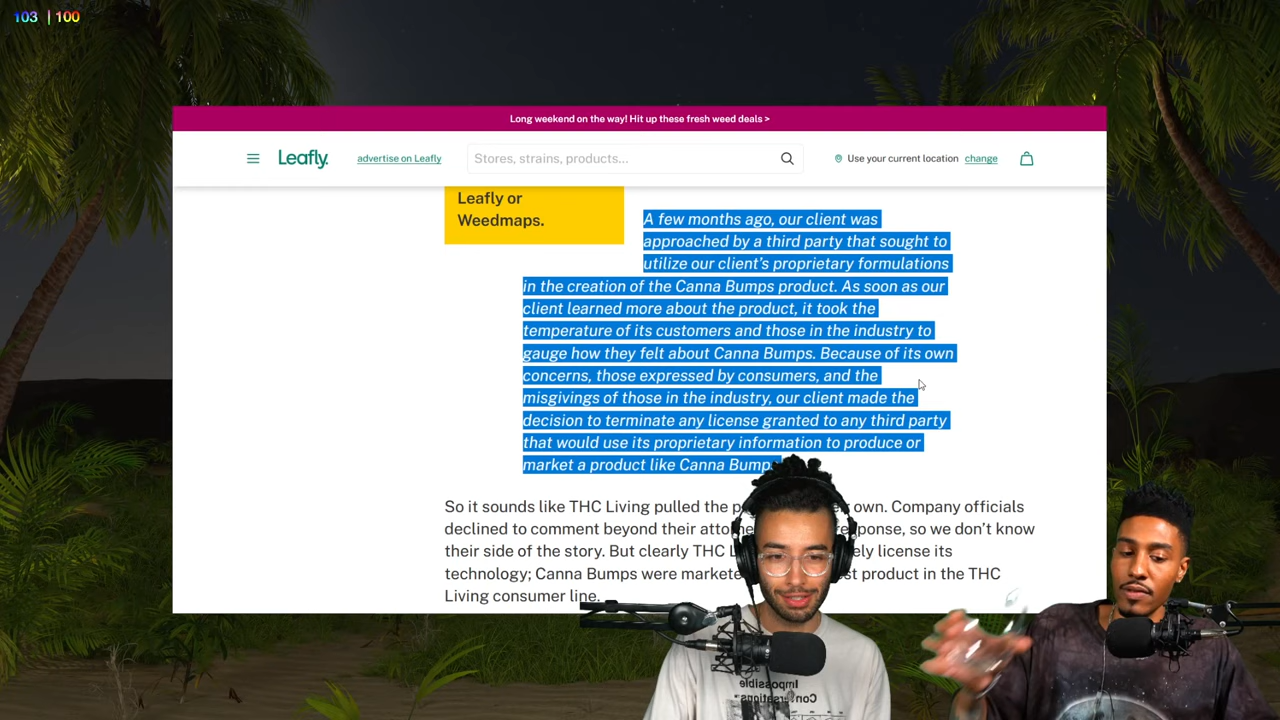 103 | 100
Long weekend on the way! Hit up these fresh weed deals >
Leafly.
advertise on Leafly
Stores, strains, products...
Use your current location change
Leafly or
Weedmaps.
A few months ago, our client was
approached by a third party that sought to
utilize our client's proprietary formulations
in the creation of the Canna Bumps product. As soon as our
client learned more about the product, it took the
temperature of its customers and those in the industry to
gauge how they felt about Canna Bumps. Because of its own
concerns, those expressed by consumers, and the
misgivings of those in the industry, our client made the
decision to terminate any license granted to any third party
that would use its proprietary information to produce or
market a product like Canna Bumps
So it sounds like THC Living pulled the own. Company officials
declined to comment beyond their so we don't know
their side of the story. But clearly THC license its
technology; Canna Bumps were product in the THC
Living consumer line.
Impossible